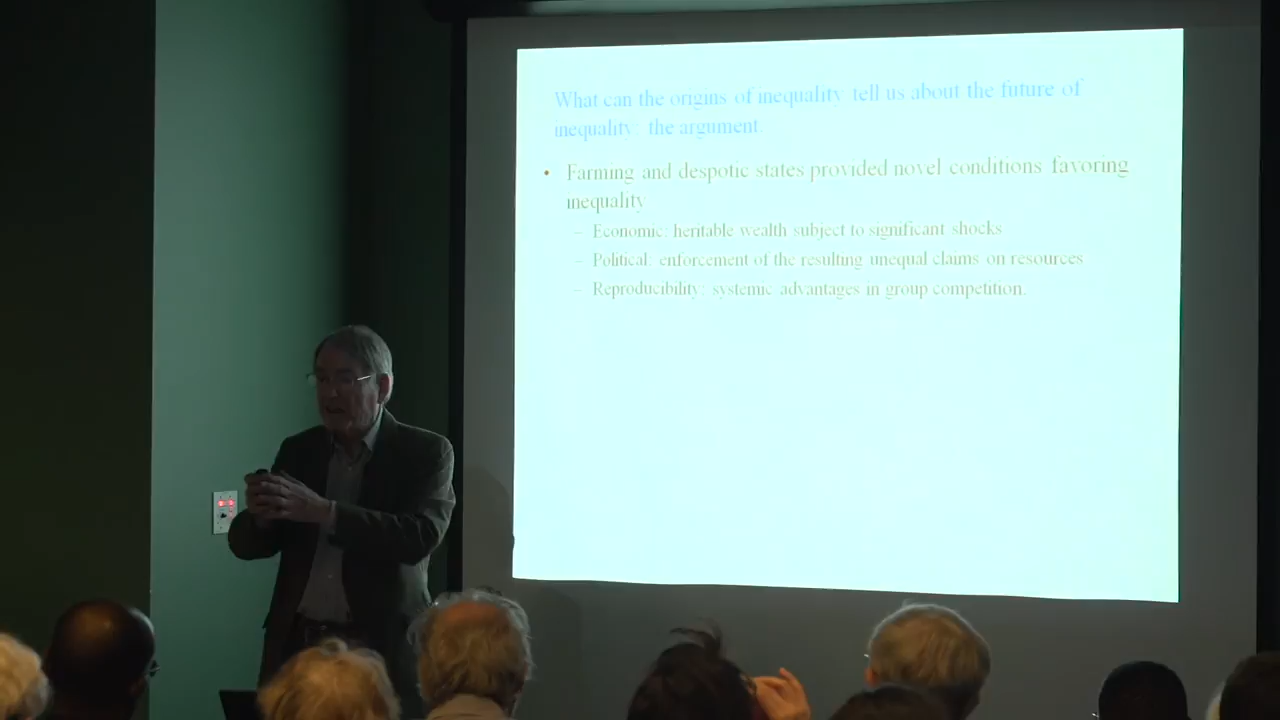 What can the origins of inequality tell us about the future of
inequality: the argument.
• Farming and despotic states provided novel conditions favoring
inequality
– Economic: heritable wealth subject to significant shocks
– Political: enforcement of the resulting unequal claims on resources
– Reproducibility: systemic advantages in group competition.